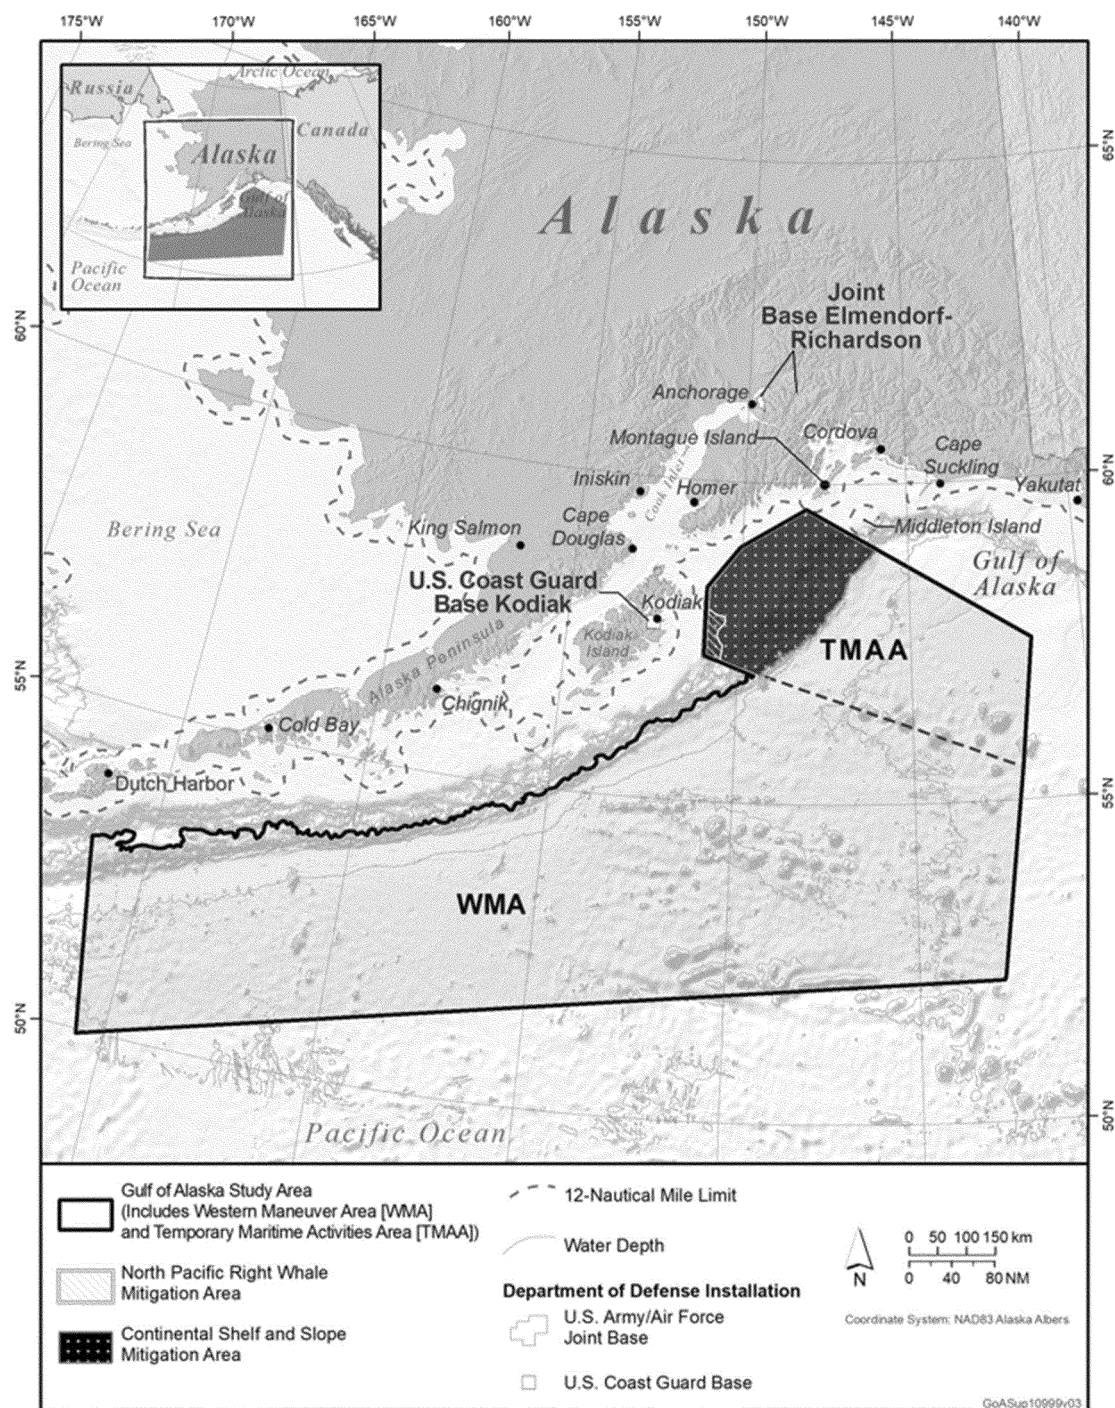 175°W 170°W 165°W 160°W 155°W 150°W 145°W 140°W
Arctic Ocean
Russia
Canada
Bering Sea
Alaska
Gulf of
Alaska
Pacific
Ocean
65°N
Alaska
Joint
Base Elmendorf-
Richardson
60°N
Anchorage
Montague Island
Cordova
Cape
Suckling
60°N
Iniskin
Homer
Yakutat
Cook Inlet
Cape
Douglas
King Salmon
Middleton Island
Bering Sea
Gulf of
Alaska
U.S. Coast Guard
Base Kodiak
Kodiak
Kodiak
Island
TMAA
55°N
Alaska Peninsula
Chignik
Cold Bay
Dutch Harbor
55°N
WMA
50°N
50°N
Pacific Ocean
Gulf of Alaska Study Area
(Includes Western Maneuver Area [WMA]
and Temporary Maritime Activities Area [TMAA])
North Pacific Right Whale
Mitigation Area
Continental Shelf and Slope
Mitigation Area
12-Nautical Mile Limit
Water Depth
Department of Defense Installation
U.S. Army/Air Force
Joint Base
U.S. Coast Guard Base
N
0 50 100 150 km
0 40 80 NM
Coordinate System: NAD83 Alaska Albers
GoASup10999v03